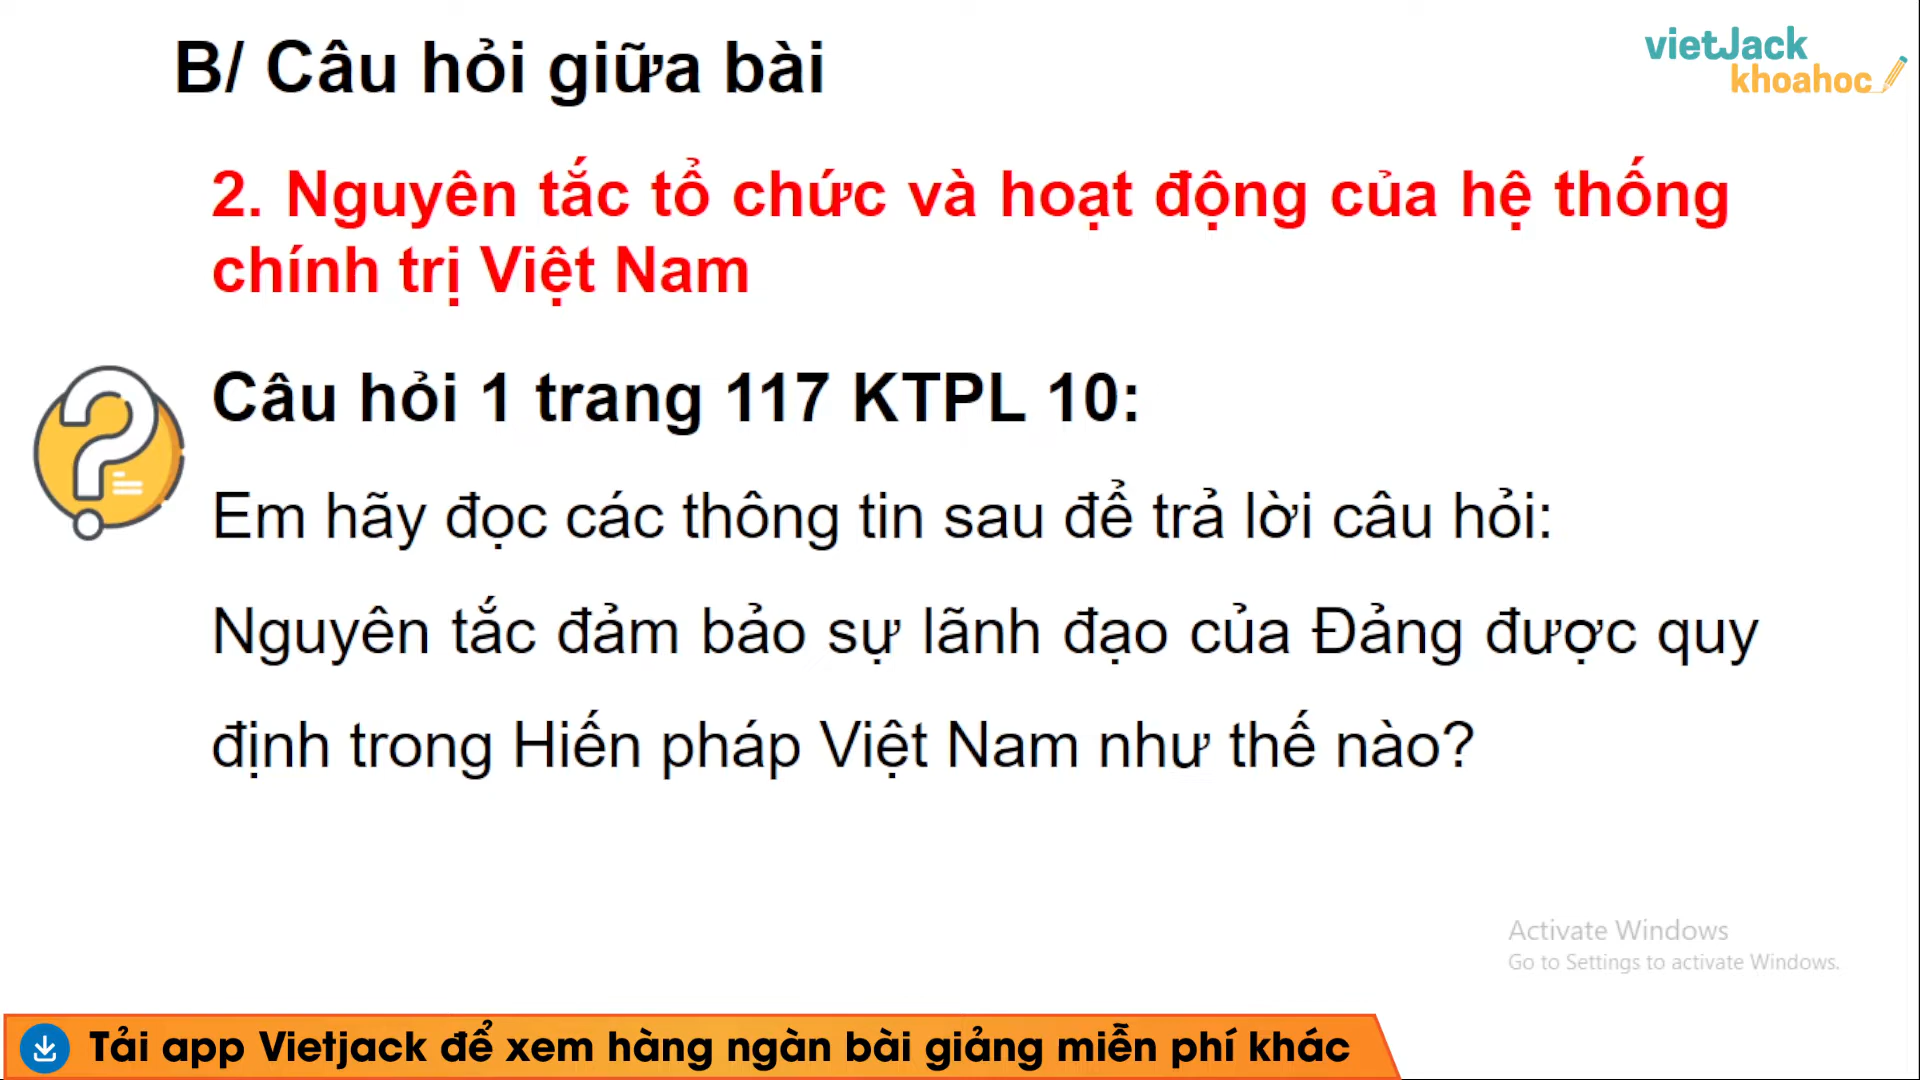 B/ Câu hỏi giữa bài
vietJack
khoahoc
2. Nguyên tắc tổ chức và hoạt động của hệ thống
chính trị Việt Nam
Câu hỏi 1 trang 117 KTPL 10:
Em hãy đọc các thông tin sau để trả lời câu hỏi:
Nguyên tắc đảm bảo sự lãnh đạo của Đảng được quy
định trong Hiến pháp Việt Nam như thế nào?
Activate Windows
Go to Settings to activate Windows.
Tải app Vietjack để xem hàng ngàn bài giảng miễn phí khác